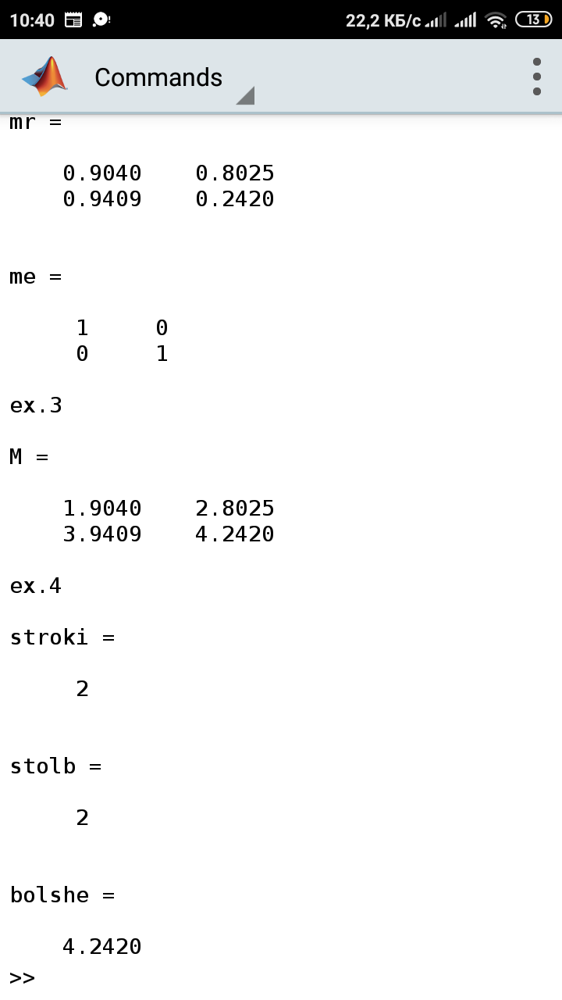 10:40 22,2 КБ/с 13
Commands
mr =
0.9040 0.8025
0.9409 0.2420
me =
1 0
0 1
ex.3
M =
1.9040 2.8025
3.9409 4.2420
ex.4
stroki =
2
stolb =
2
bolshe =
4.2420
>>